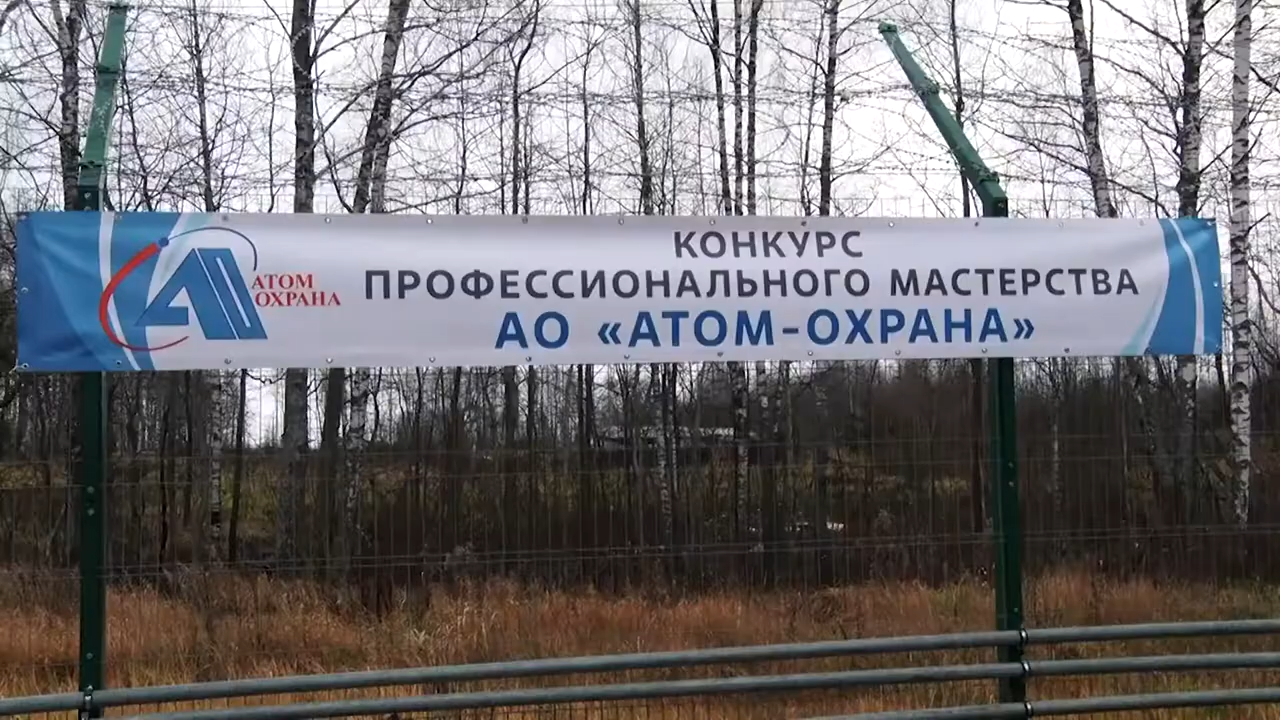 АТОМ
ОХРАНА
КОНКУРС
ПРОФЕССИОНАЛЬНОГО МАСТЕРСТВА
АО «АТОМ-ОХРАНА»